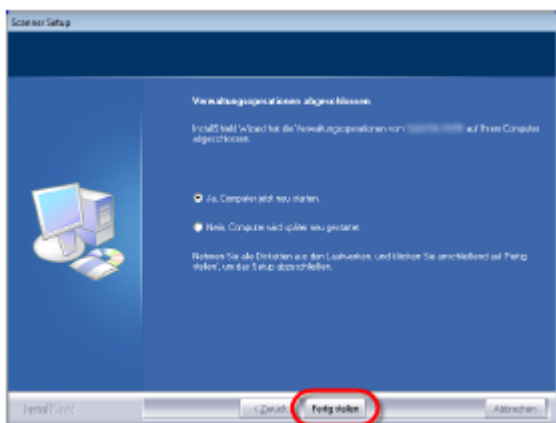 Scanner Setup
Verwaltungsoperationen abgeschlossen
InstallShield Wizard hat die Verwaltungsoperationen von auf Ihrem Computer
abgeschlossen.
Ja, Computer jetzt neu starten.
Nein, Computer wird später neu gestartet.
Nehmen Sie alle Disketten aus den Laufwerken, und klicken Sie anschließend auf 'Fertig
stellen', um das Setup abzuschließen.
InstallShield
< Zurück
Fertig stellen
Abbrechen